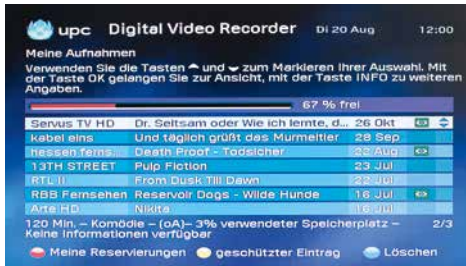 upc Digital Video Recorder Di 20 Aug 12:00
Meine Aufnahmen
Verwenden Sie die Tasten und zum Markieren Ihrer Auswahl. Mit
der Taste OK gelangen Sie zur Ansicht, mit der Taste INFO zu weiteren
Angaben.
67 % frei
Servus TV HD Dr. Seltsam oder Wie ich lernte, d... 26 Okt
kabel eins Und täglich grüßt das Murmeltier 28 Sep
hessen ferns... Death Proof - Todsicher 22 Aug
13TH STREET Pulp Fiction 23 Jul
RTL II From Dusk Till Dawn 22 Jul
RBB Fernsehen Reservoir Dogs - Wilde Hunde 16 Jul
Arte HD Nikita 16 Jul
120 Min. – Komödie – (oA)– 3% verwendeter Speicherplatz – 2/3
Keine Informationen verfügbar
Meine Reservierungen geschützter Eintrag Löschen